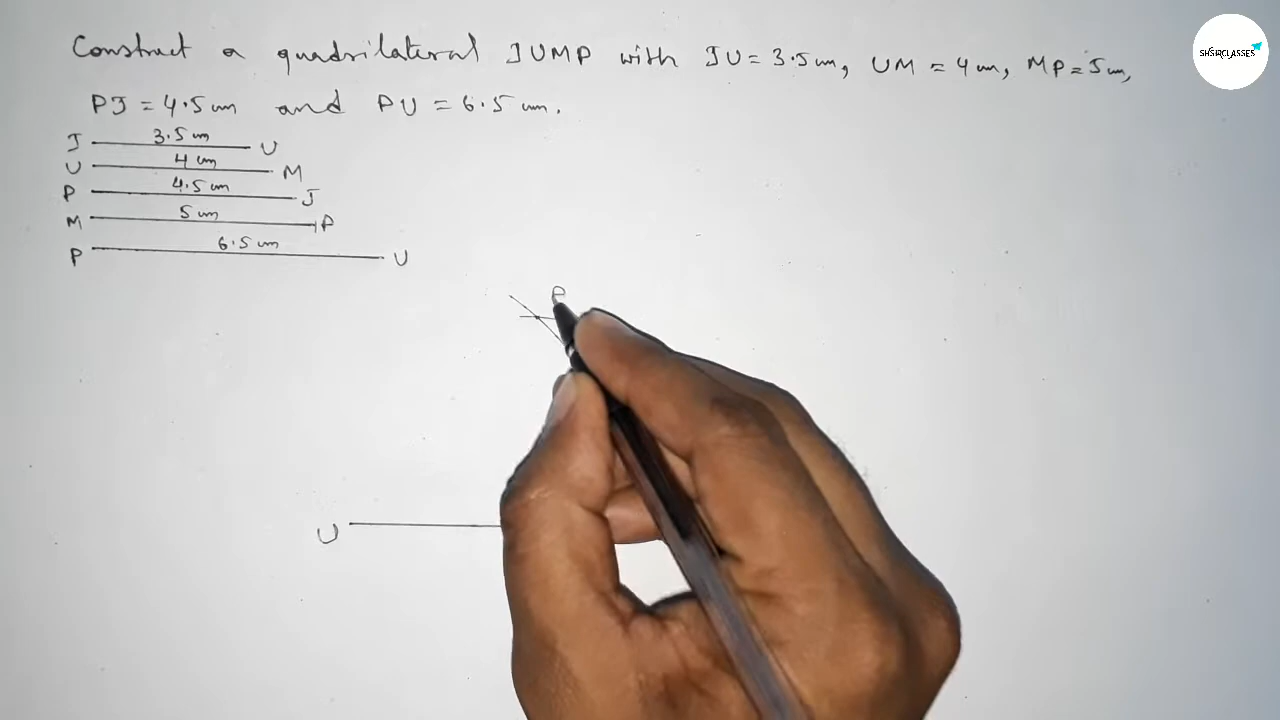 Construct a quadrilateral JUMP with JU = 3.5 cm, UM = 4 cm, MP = 5 cm,
PJ = 4.5 cm and PU = 6.5 cm.
J 3.5 cm U
U 4 cm M
P 4.5 cm J
M 5 cm P
P 6.5 cm U
P
U
SHSIRCLASSES